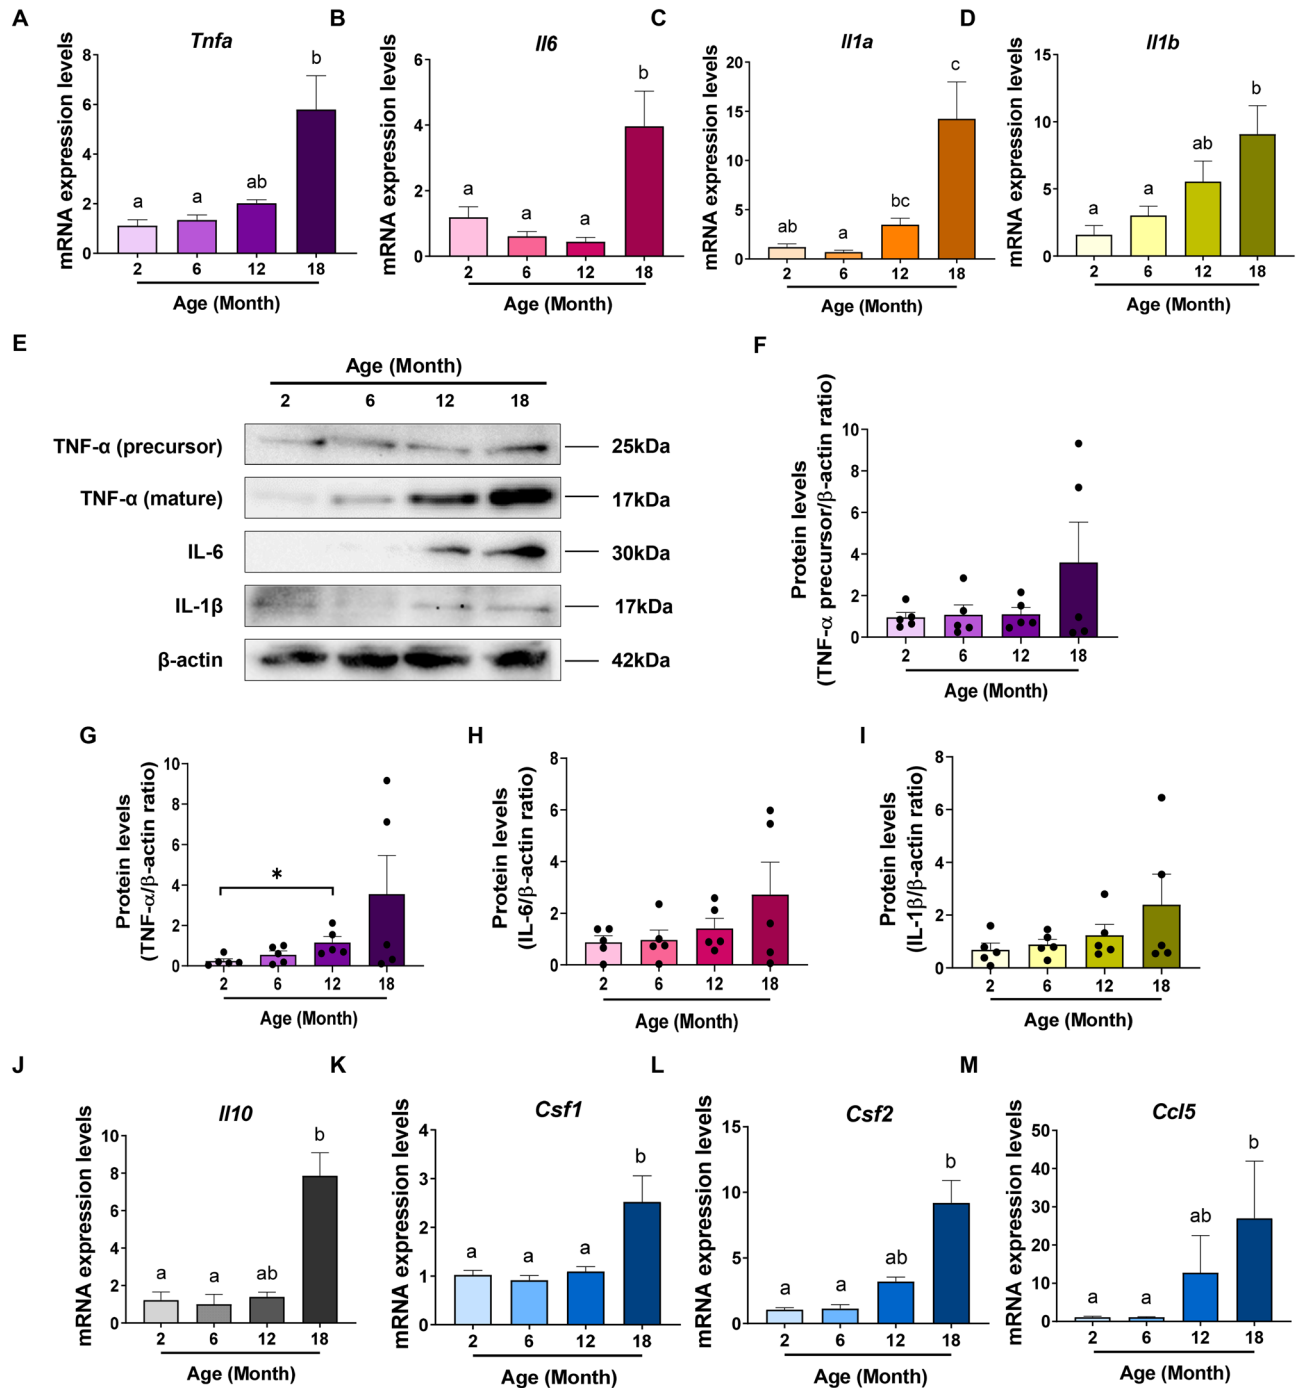 A
B
C
D
Tnfa
Il6
Il1a
Il1b
mRNA expression levels
8
6
4
2
0
a
a
ab
b
2
6
12
18
Age (Month)
mRNA expression levels
6
4
2
0
a
a
a
b
2
6
12
18
Age (Month)
mRNA expression levels
20
15
10
5
0
ab
a
bc
c
2
6
12
18
Age (Month)
mRNA expression levels
15
10
5
0
a
a
ab
b
2
6
12
18
Age (Month)
E
Age (Month)
2 6 12 18
TNF-α (precursor) 25kDa
TNF-α (mature) 17kDa
IL-6 30kDa
IL-1β 17kDa
β-actin 42kDa
F
Protein levels
(TNF-α precursor/β-actin ratio)
10
8
6
4
2
0
2 6 12 18
Age (Month)
G
Protein levels
(TNF-α/β-actin ratio)
10
8
6
4
2
0
*
2 6 12 18
Age (Month)
H
Protein levels
(IL-6/β-actin ratio)
8
6
4
2
0
2 6 12 18
Age (Month)
I
Protein levels
(IL-1β/β-actin ratio)
8
6
4
2
0
2 6 12 18
Age (Month)
J
Il10
mRNA expression levels
10
8
6
4
2
0
a
a
ab
b
2
6
12
18
Age (Month)
K
Csf1
mRNA expression levels
4
3
2
1
0
a
a
a
b
2
6
12
18
Age (Month)
L
Csf2
mRNA expression levels
15
10
5
0
a
a
ab
b
2
6
12
18
Age (Month)
M
Ccl5
mRNA expression levels
50
40
30
20
10
0
a
a
ab
b
2
6
12
18
Age (Month)